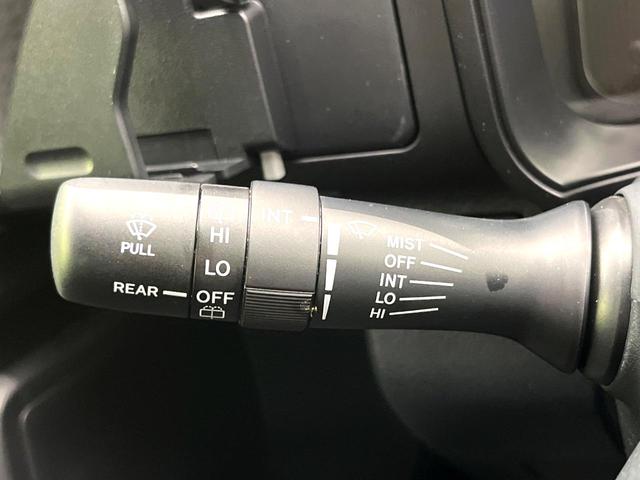 PULL
REAR
HI
LO
OFF
INT
MIST
OFF
INT
LO
HI